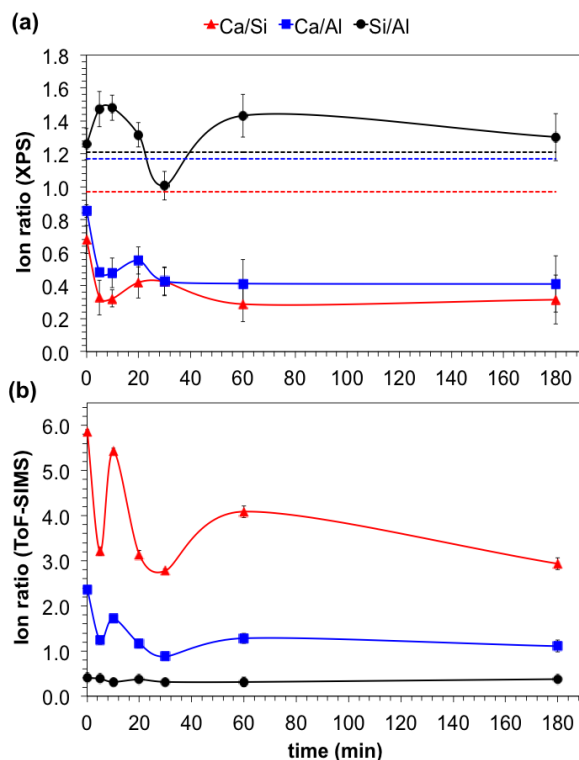 (a) Ca/Si Ca/Al Si/Al
Ion ratio (XPS)
1.8
1.6
1.4
1.2
1.0
0.8
0.6
0.4
0.2
0.0
0 20 40 60 80 100 120 140 160 180
(b)
Ion ratio (ToF-SIMS)
6.0
5.0
4.0
3.0
2.0
1.0
0.0
0 20 40 60 80 100 120 140 160 180
time (min)